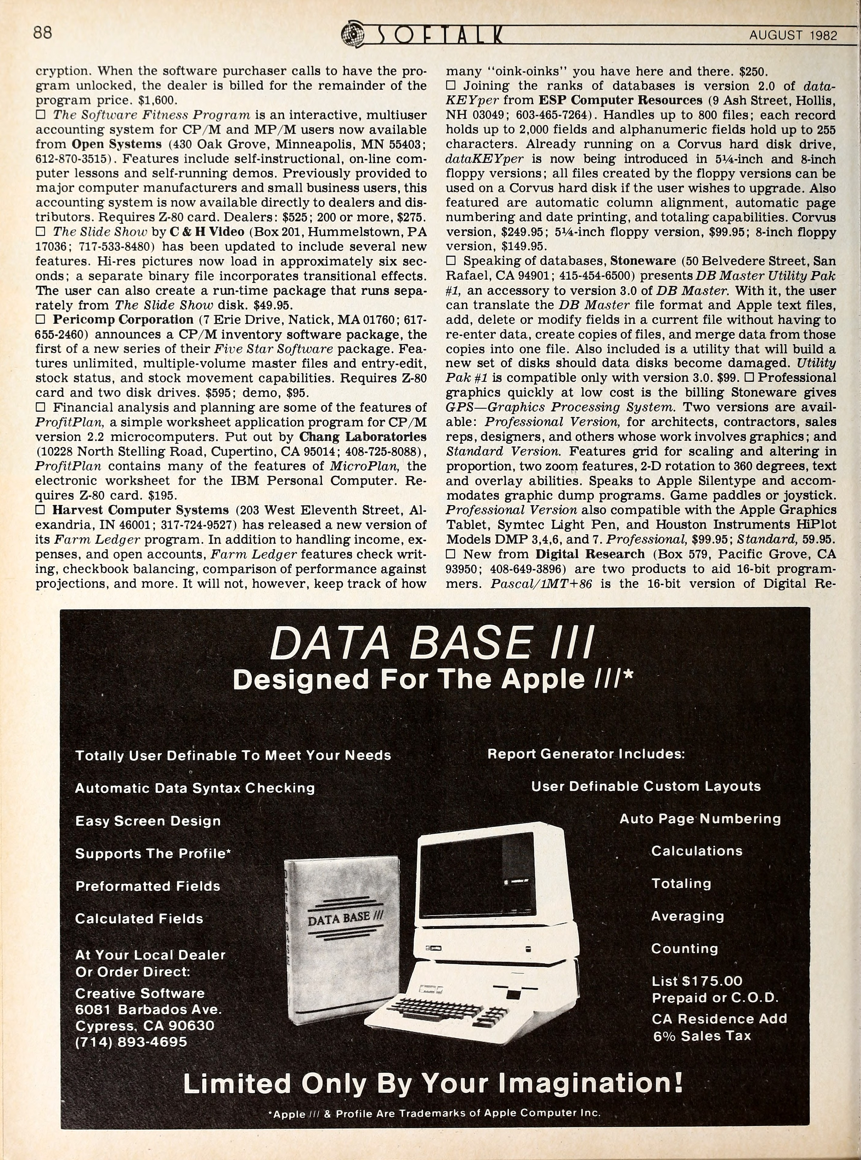 88
SOFTALK
AUGUST 1982
cryption. When the software purchaser calls to have the pro-
gram unlocked, the dealer is billed for the remainder of the
program price. $1,600.
□ The Software Fitness Program is an interactive, multiuser
accounting system for CP/M and MP/M users now available
from Open Systems (430 Oak Grove, Minneapolis, MN 55403;
612-870-3515). Features include self-instructional, on-line com-
puter lessons and self-running demos. Previously provided to
major computer manufacturers and small business users, this
accounting system is now available directly to dealers and dis-
tributors. Requires Z-80 card. Dealers: $525; 200 or more, $275.
□ The Slide Show by C & H Video (Box 201, Hummelstown, PA
17036; 717-533-8480) has been updated to include several new
features. Hi-res pictures now load in approximately six sec-
onds; a separate binary file incorporates transitional effects.
The user can also create a run-time package that runs sepa-
rately from The Slide Show disk. $49.95.
□ Pericomp Corporation (7 Erie Drive, Natick, MA 01760; 617-
655-2460) announces a CP/M inventory software package, the
first of a new series of their Five Star Software package. Fea-
tures unlimited, multiple-volume master files and entry-edit,
stock status, and stock movement capabilities. Requires Z-80
card and two disk drives. $595; demo, $95.
□ Financial analysis and planning are some of the features of
ProfitPlan, a simple worksheet application program for CP/M
version 2.2 microcomputers. Put out by Chang Laboratories
(10228 North Stelling Road, Cupertino, CA 95014; 408-725-8088),
ProfitPlan contains many of the features of MicroPlan, the
electronic worksheet for the IBM Personal Computer. Re-
quires Z-80 card. $195.
□ Harvest Computer Systems (203 West Eleventh Street, Al-
exandria, IN 46001; 317-724-9527) has released a new version of
its Farm Ledger program. In addition to handling income, ex-
penses, and open accounts, Farm Ledger features check writ-
ing, checkbook balancing, comparison of performance against
projections, and more. It will not, however, keep track of how
many "oink-oinks" you have here and there. $250.
□ Joining the ranks of databases is version 2.0 of data-
KEYper from ESP Computer Resources (9 Ash Street, Hollis,
NH 03049; 603-465-7264). Handles up to 800 files; each record
holds up to 2,000 fields and alphanumeric fields hold up to 255
characters. Already running on a Corvus hard disk drive,
dataKEYper is now being introduced in 5¼-inch and 8-inch
floppy versions; all files created by the floppy versions can be
used on a Corvus hard disk if the user wishes to upgrade. Also
featured are automatic column alignment, automatic page
numbering and date printing, and totaling capabilities. Corvus
version, $249.95; 5¼-inch floppy version, $99.95; 8-inch floppy
version, $149.95.
□ Speaking of databases, Stoneware (50 Belvedere Street, San
Rafael, CA 94901; 415-454-6500) presents DB Master Utility Pak
#1, an accessory to version 3.0 of DB Master. With it, the user
can translate the DB Master file format and Apple text files,
add, delete or modify fields in a current file without having to
re-enter data, create copies of files, and merge data from those
copies into one file. Also included is a utility that will build a
new set of disks should data disks become damaged. Utility
Pak #1 is compatible only with version 3.0. $99. □ Professional
graphics quickly at low cost is the billing Stoneware gives
GPS—Graphics Processing System. Two versions are avail-
able: Professional Version, for architects, contractors, sales
reps, designers, and others whose work involves graphics; and
Standard Version. Features grid for scaling and altering in
proportion, two zoom features, 2-D rotation to 360 degrees, text
and overlay abilities. Speaks to Apple Silentype and accom-
modates graphic dump programs. Game paddles or joystick.
Professional Version also compatible with the Apple Graphics
Tablet, Symtec Light Pen, and Houston Instruments HiPlot
Models DMP 3,4,6, and 7. Professional, $99.95; Standard, 59.95.
□ New from Digital Research (Box 579, Pacific Grove, CA
93950; 408-649-3896) are two products to aid 16-bit program-
mers. Pascal/1MT+86 is the 16-bit version of Digital Re-
DATA BASE ///
Designed For The Apple ///*
Totally User Definable To Meet Your Needs
Automatic Data Syntax Checking
Easy Screen Design
Supports The Profile*
Preformatted Fields
Calculated Fields
At Your Local Dealer
Or Order Direct:
Creative Software
6081 Barbados Ave.
Cypress, CA 90630
(714) 893-4695
DATA BASE ///
Report Generator Includes:
User Definable Custom Layouts
Auto Page Numbering
Calculations
Totaling
Averaging
Counting
List $175.00
Prepaid or C.O.D.
CA Residence Add
6% Sales Tax
Limited Only By Your Imagination!
*Apple /// & Profile Are Trademarks of Apple Computer Inc.